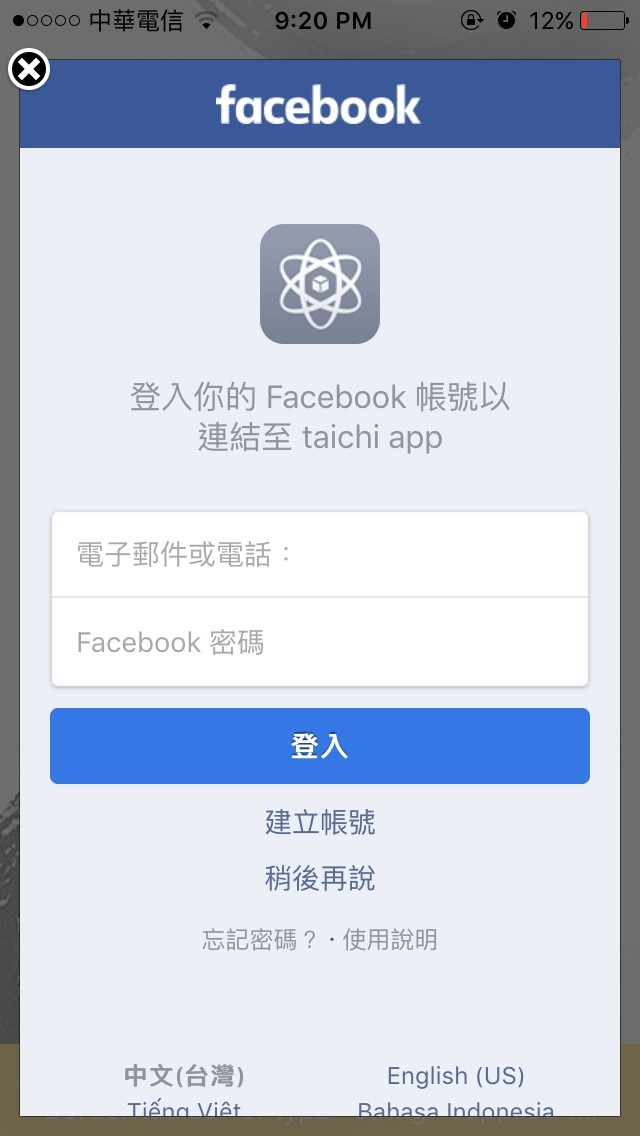 中華電信 9:20 PM 12%
facebook
登入你的 Facebook 帳號以
連結至 taichi app
電子郵件或電話：
Facebook 密碼
登入
建立帳號
稍後再說
忘記密碼？ · 使用說明
中文(台灣) English (US)
Tiếng Việt Bahasa Indonesia